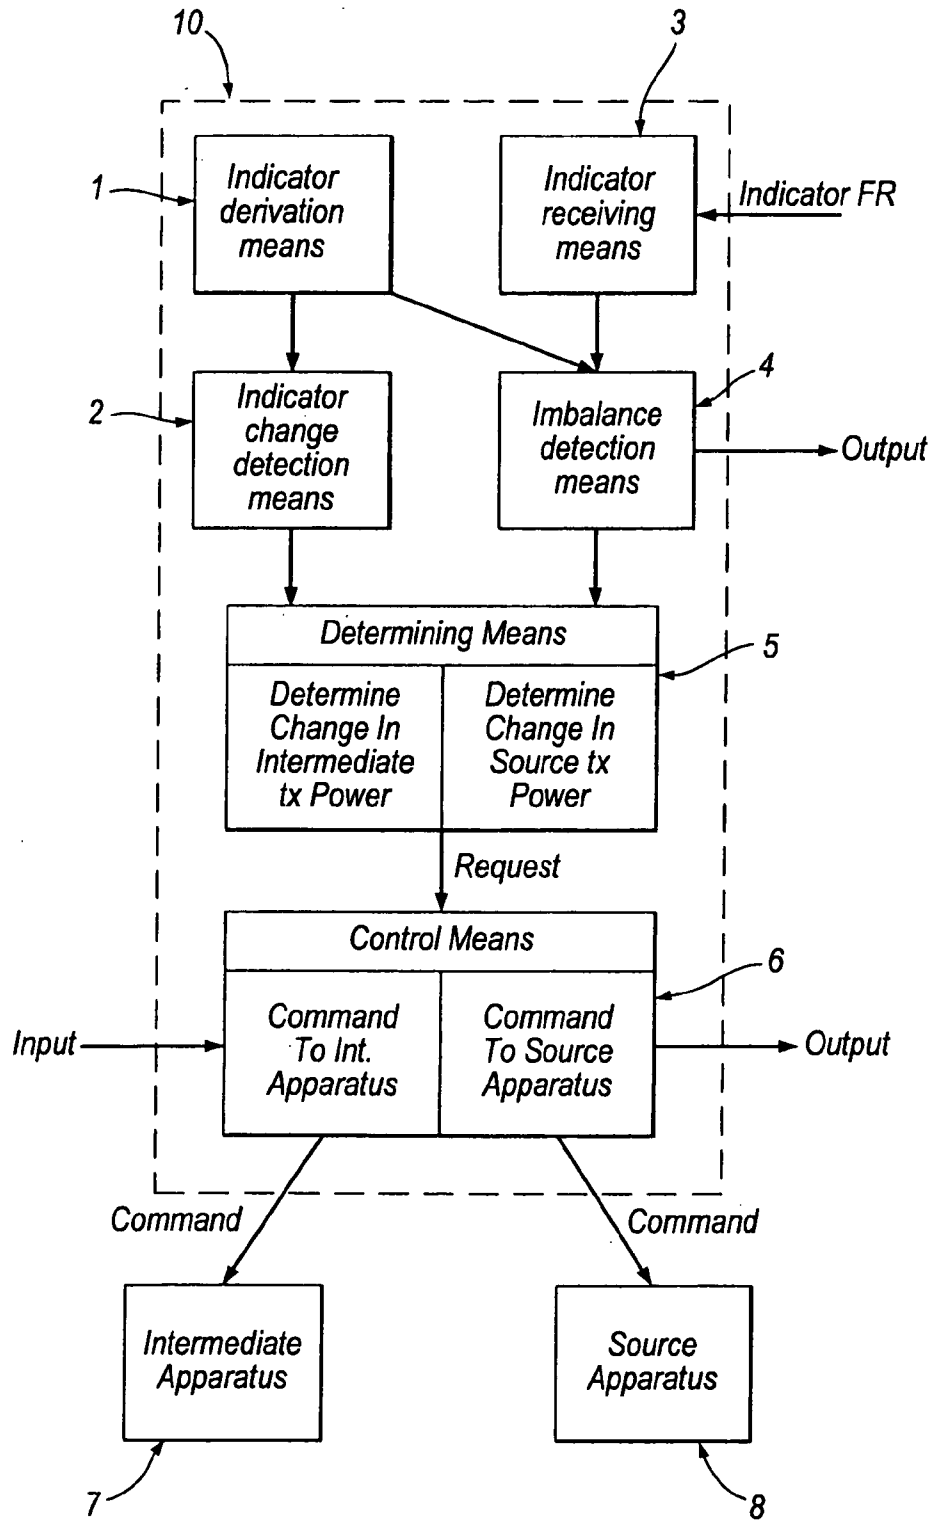 10
3
1
Indicator
derivation
means
Indicator
receiving
means
Indicator FR
2
Indicator
change
detection
means
Imbalance
detection
means
4
Output
Determining Means
5
Determine
Change In
Intermediate
tx Power
Determine
Change In
Source tx
Power
Request
Control Means
6
Input
Command
To Int.
Apparatus
Command
To Source
Apparatus
Output
Command
Command
Intermediate
Apparatus
Source
Apparatus
7
8